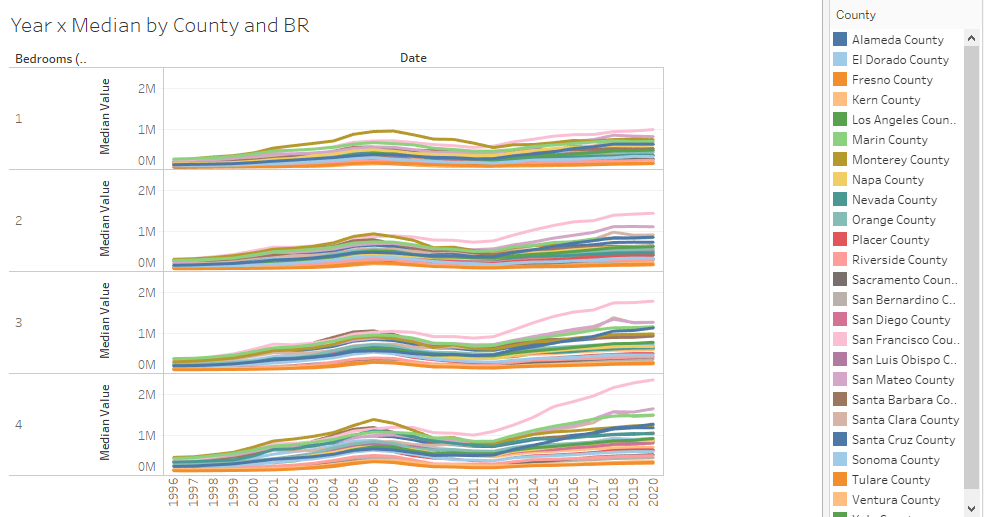 Year x Median by County and BR
Bedrooms (..
Date
1
Median Value
2M
1M
0M
2
Median Value
2M
1M
0M
3
Median Value
2M
1M
0M
4
Median Value
2M
1M
0M
1996
1997
1998
1999
2000
2001
2002
2003
2004
2005
2006
2007
2008
2009
2010
2011
2012
2013
2014
2015
2016
2017
2018
2019
2020
County
Alameda County
El Dorado County
Fresno County
Kern County
Los Angeles Coun..
Marin County
Monterey County
Napa County
Nevada County
Orange County
Placer County
Riverside County
Sacramento Coun..
San Bernardino C..
San Diego County
San Francisco Cou..
San Luis Obispo C..
San Mateo County
Santa Barbara Co..
Santa Clara County
Santa Cruz County
Sonoma County
Tulare County
Ventura County